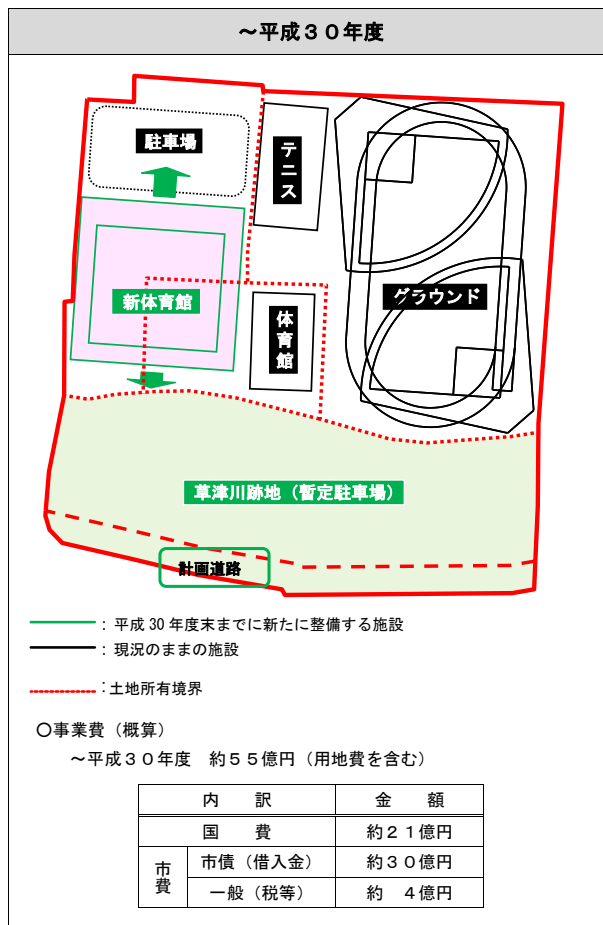 ～平成３０年度
駐車場
テニス
新体育館
体育館
グラウンド
草津川跡地（暫定駐車場）
計画道路
：平成 30 年度末までに新たに整備する施設
：現況のままの施設
：土地所有境界
○事業費（概算）
～平成３０年度　約５５億円（用地費を含む）
内　訳　金　額
国　費　約２１億円
市費　市債（借入金）　約３０億円
一般（税等）　約　４億円